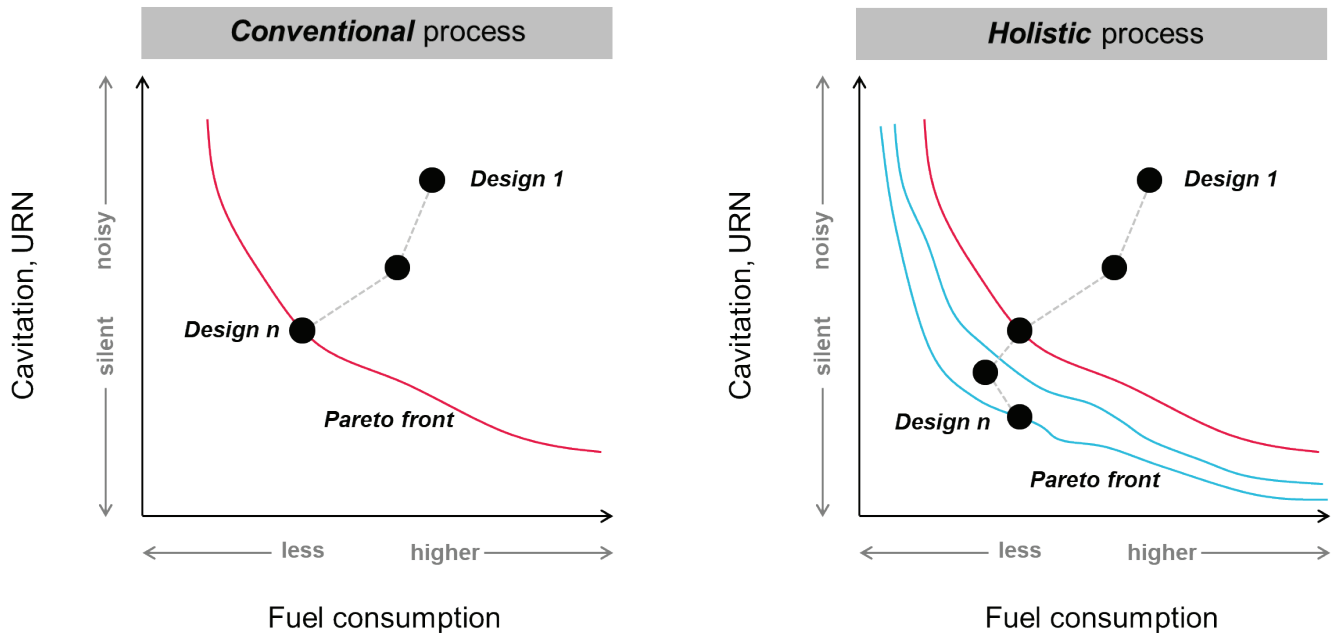 Conventional process
Cavitation, URN
noisy
silent
Design 1
Design n
Pareto front
less
higher
Fuel consumption
Holistic process
Cavitation, URN
noisy
silent
Design 1
Design n
Pareto front
less
higher
Fuel consumption